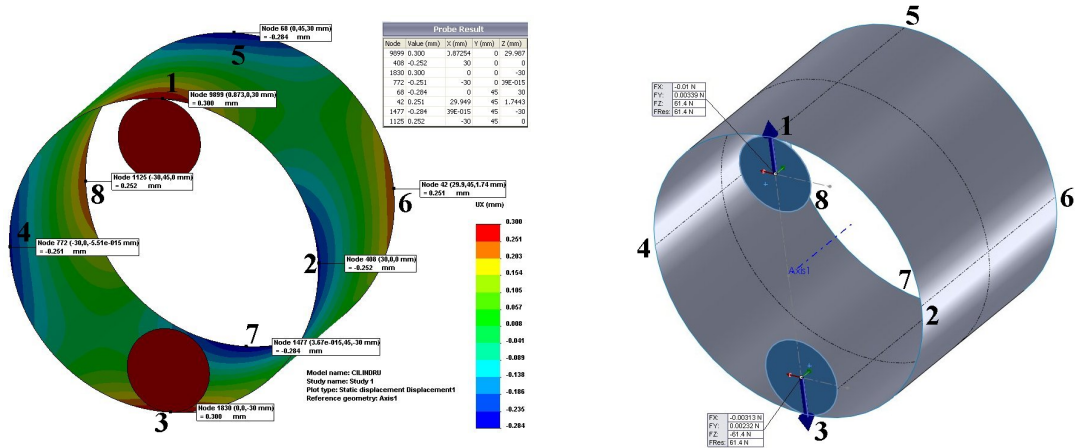 Node 68 (0,45,30 mm)
= -0.284 mm
5
1
Node 9899 (0.873,0,30 mm)
= 0.300 mm
Node 1125 (-30,45,0 mm)
= 0.252 mm
8
Node 42 (29.9,45,1.74 mm)
= 0.251 mm
6
4
Node 772 (-30,0,-5.51e-015 mm)
= -0.251 mm
2
Node 408 (30,0,0 mm)
= -0.252 mm
7
Node 1477 (3.67e-015,45,-30 mm)
= -0.284 mm
3
Node 1830 (0,0,-30 mm)
= 0.300 mm
Model name: CILINDRU
Study name: Study 1
Plot type: Static displacement Displacement1
Reference geometry: Axis1
Probe Result
Node Value (mm) X (mm) Y (mm) Z (mm)
9899 0.300 0.87254 0 29.987
408 -0.252 30 0 0
1830 0.300 0 0 -30
772 -0.251 -30 0 39E-015
68 -0.284 0 45 30
42 0.251 29.949 45 1.7443
1477 -0.284 39E-015 45 -30
1125 0.252 -30 45 0
UX (mm)
0.300
0.251
0.203
0.154
0.105
0.057
0.008
-0.041
-0.089
-0.138
-0.186
-0.235
-0.284
5
FX: -0.01 N
FY: 0.00339 N
FZ: 61.4 N
FRes: 61.4 N
1
8
6
4
Axis1
7
2
FX: -0.00313 N
FY: 0.00232 N
FZ: -61.4 N
FRes: 61.4 N
3